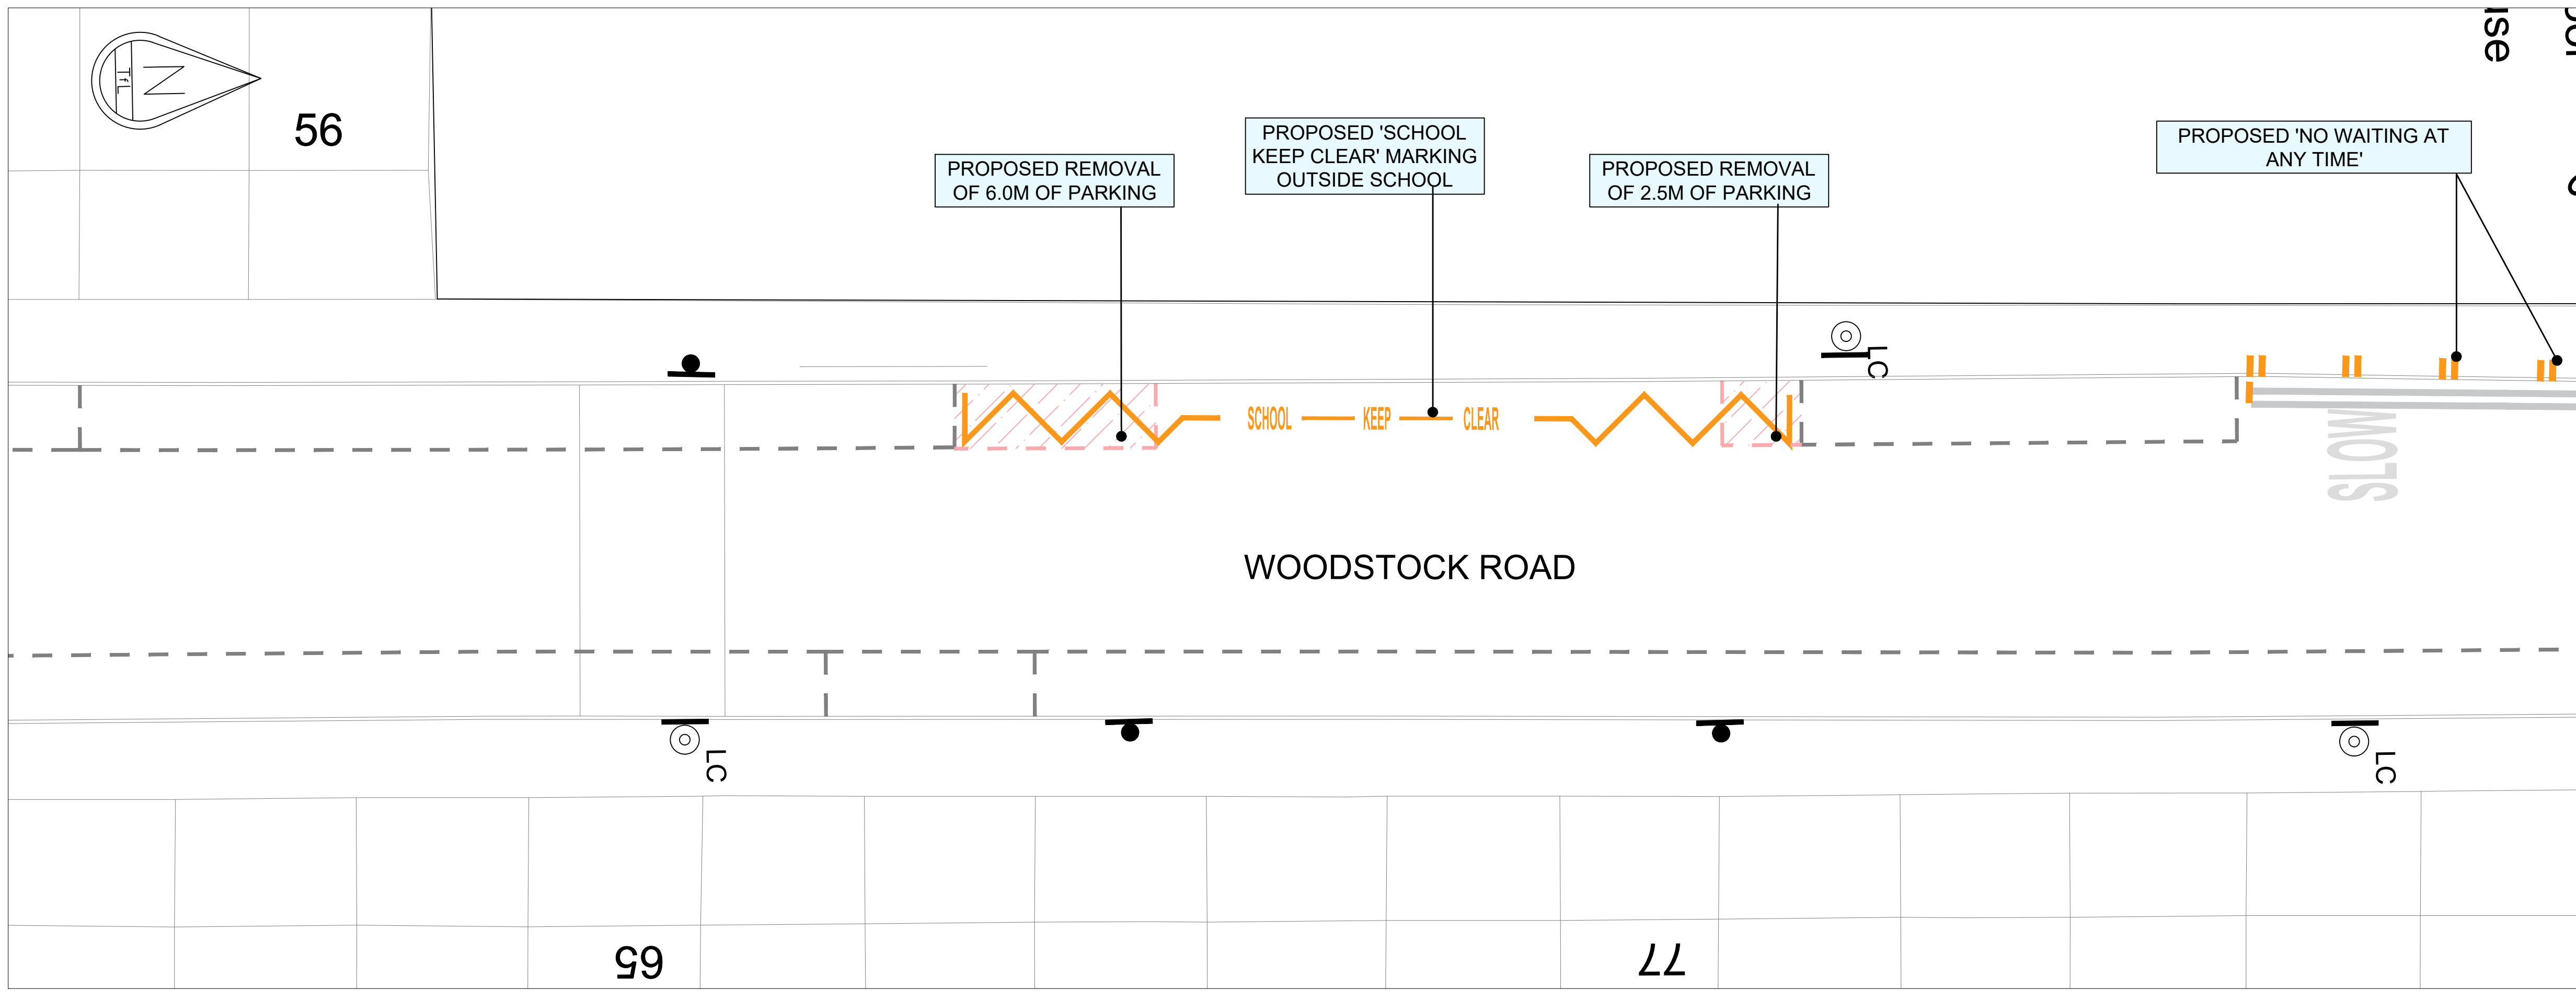 N
TfL
56
PROPOSED REMOVAL
OF 6.0M OF PARKING
PROPOSED 'SCHOOL
KEEP CLEAR' MARKING
OUTSIDE SCHOOL
PROPOSED REMOVAL
OF 2.5M OF PARKING
PROPOSED 'NO WAITING AT
ANY TIME'
LC
SCHOOL KEEP CLEAR
SLOW
WOODSTOCK ROAD
LC
LC
65
77